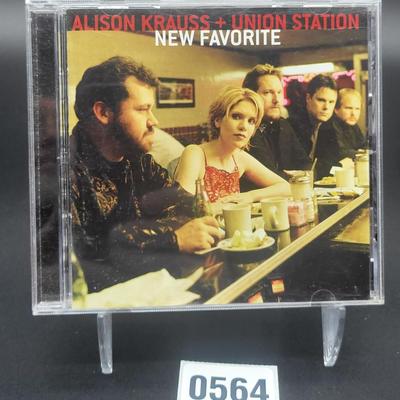 ALISON KRAUSS + UNION STATION
NEW FAVORITE
0564